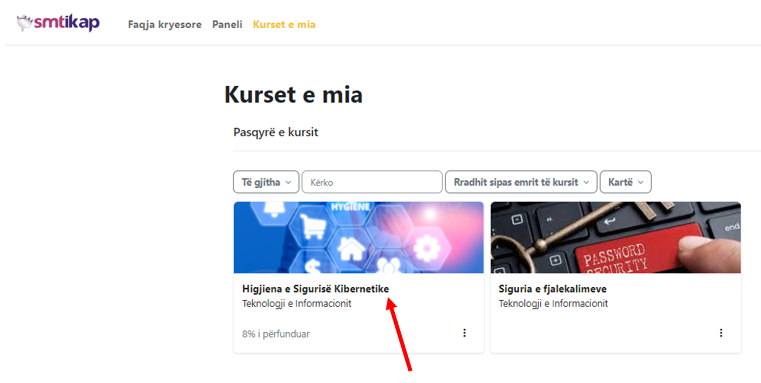 smtikap
Faqja kryesore Paneli Kurset e mia
Kurset e mia
Pasqyrë e kursit
Të gjitha Kërko Rradhit sipas emrit të kursit Kartë
HYGIENE
end
PASSWORD
SECURITY
Higjiena e Sigurisë Kibernetike
Teknologji e Informacionit
8% i përfunduar
Siguria e fjalekalimeve
Teknologji e Informacionit